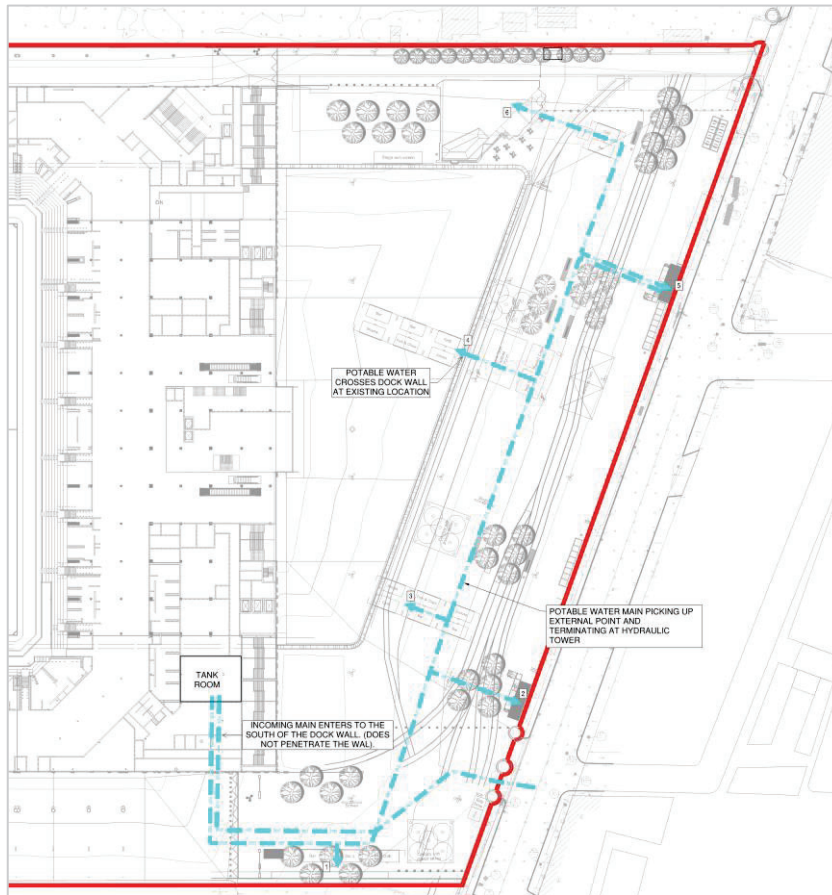 6
5
4
POTABLE WATER
CROSSES DOCK WALL
AT EXISTING LOCATION
3
POTABLE WATER MAIN PICKING UP
EXTERNAL POINT AND
TERMINATING AT HYDRAULIC
TOWER
TANK
ROOM
2
INCOMING MAIN ENTERS TO THE
SOUTH OF THE DOCK WALL. (DOES
NOT PENETRATE THE WAL).
1